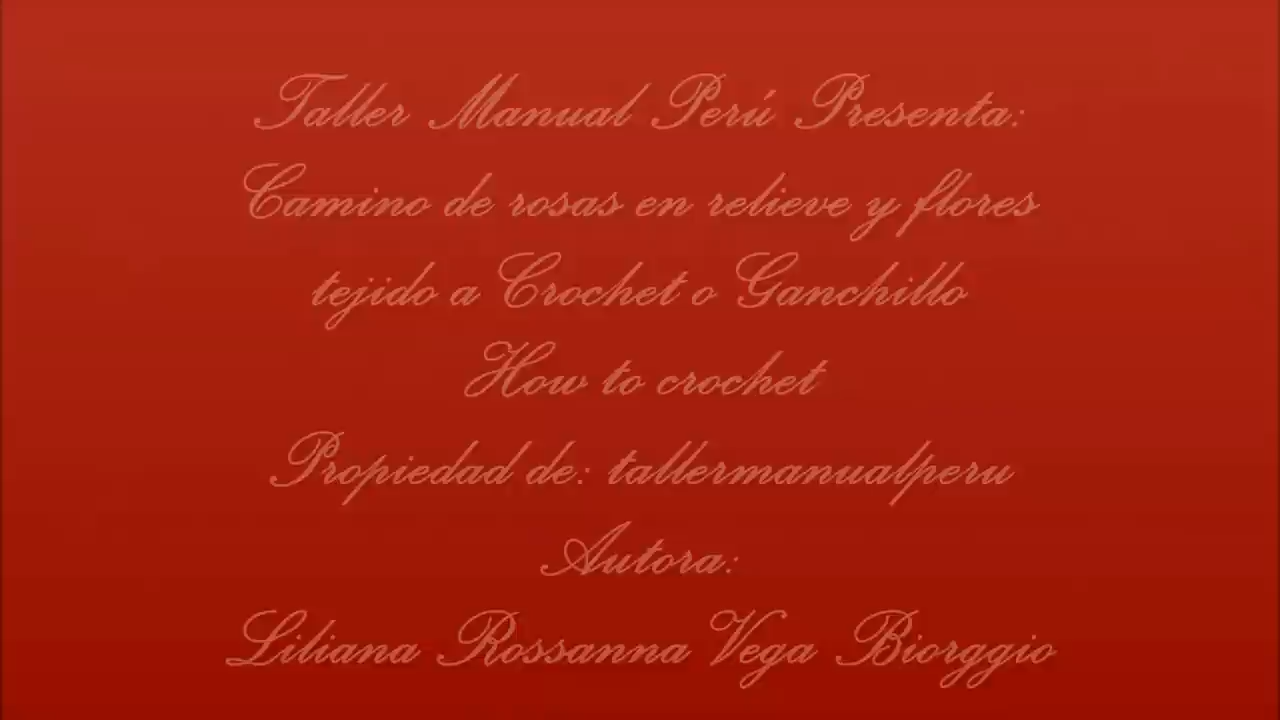 Taller Manual Perú Presenta:
Camino de rosas en relieve y flores
tejido a Crochet o Ganchillo
How to crochet
Propiedad de: tallermanualperu
Autora:
Liliana Rossanna Vega Biorggio